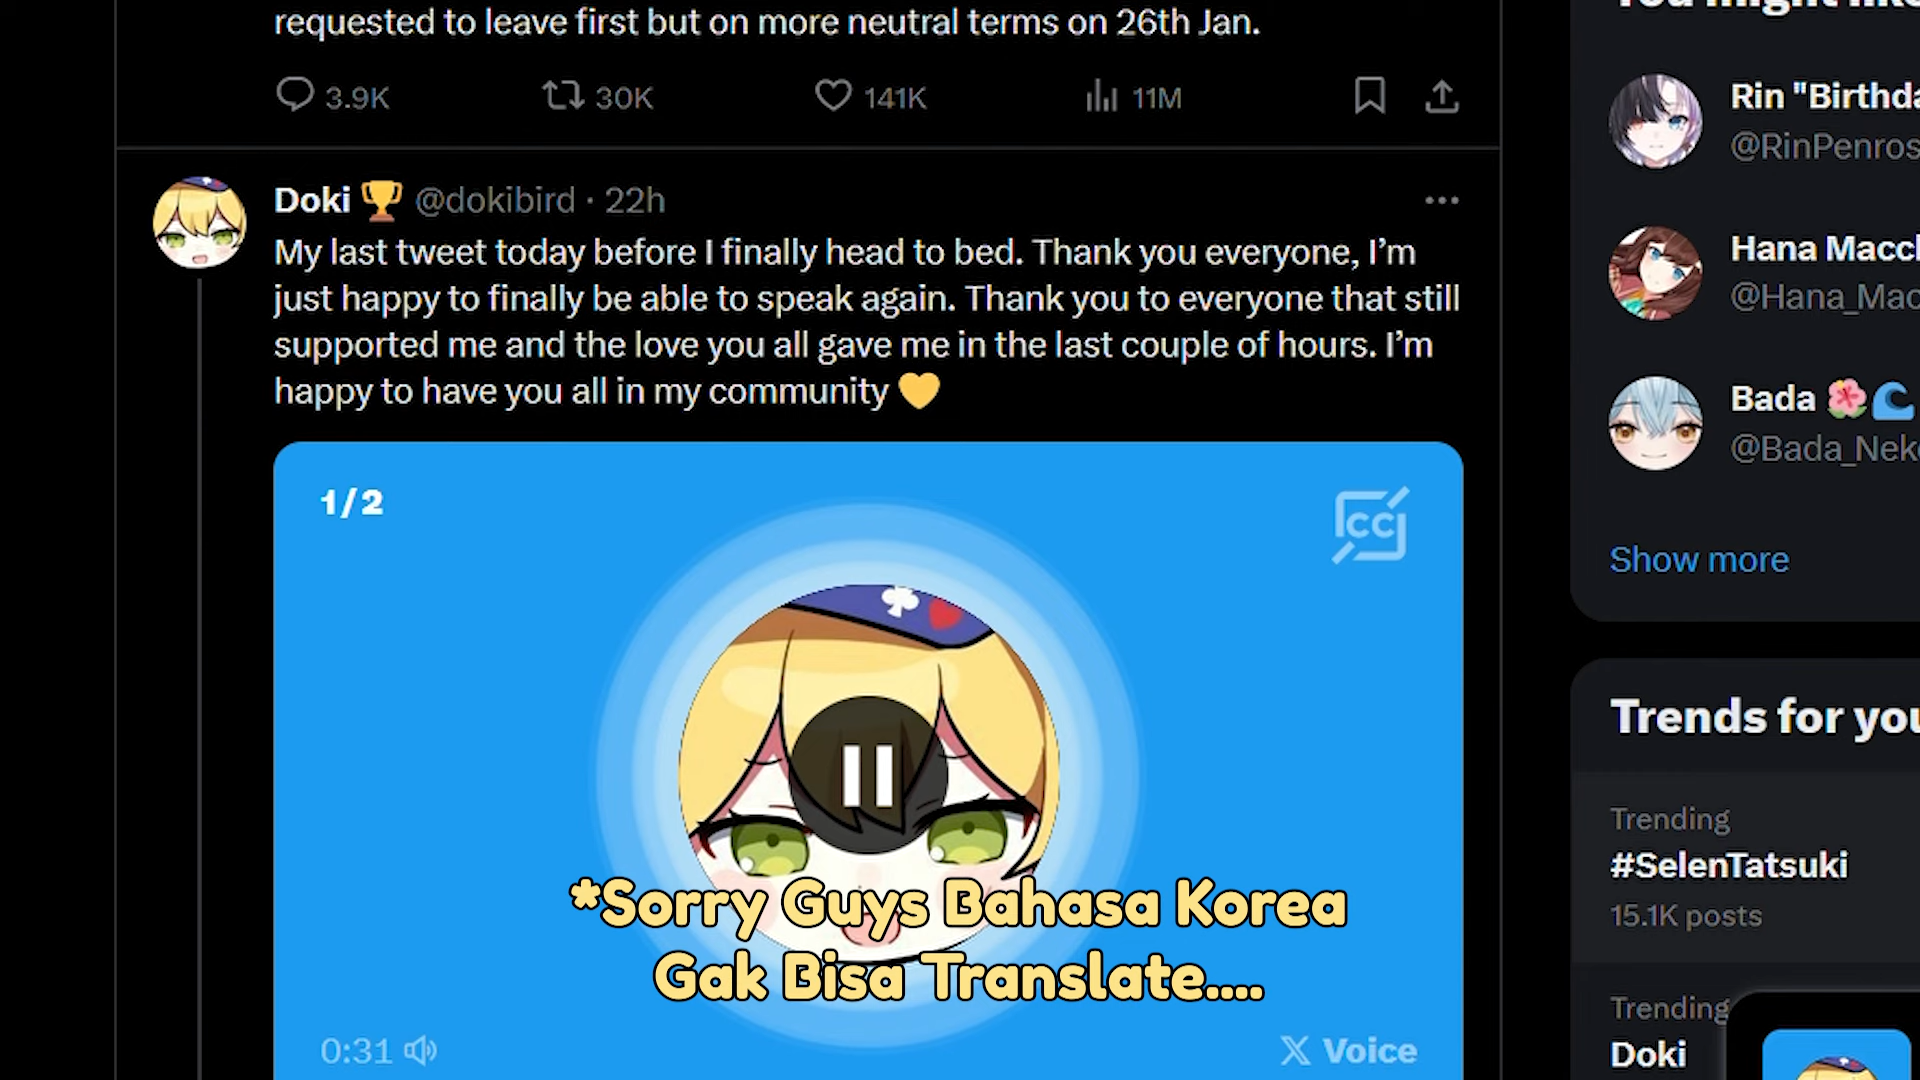 requested to leave first but on more neutral terms on 26th Jan.
3.9K 30K 141K 11M
Doki 🏆 @dokibird · 22h
My last tweet today before I finally head to bed. Thank you everyone, I’m
just happy to finally be able to speak again. Thank you to everyone that still
supported me and the love you all gave me in the last couple of hours. I’m
happy to have you all in my community 💛
1/2
cc
*Sorry Guys Bahasa Korea
Gak Bisa Translate....
0:31
X Voice
Rin "Birthda
@RinPenros
Hana Macch
@Hana_Mac
Bada 🌺🌊
@Bada_Nek
Show more
Trends for you
Trending
#SelenTatsuki
15.1K posts
Trending
Doki